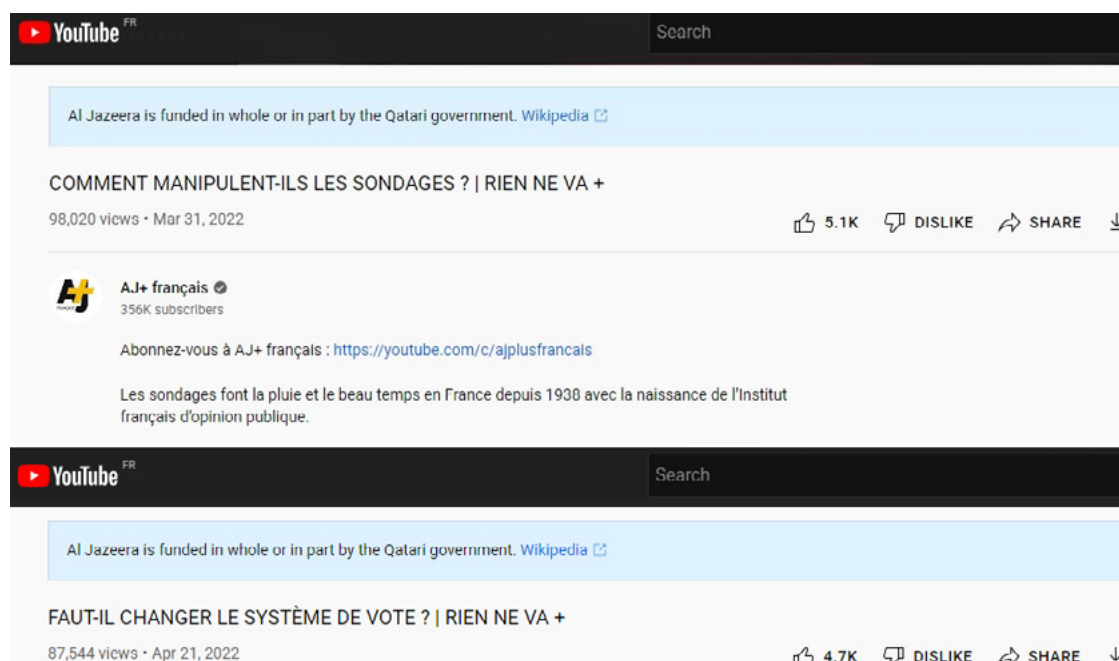 YouTube FR
Search
Al Jazeera is funded in whole or in part by the Qatari government. Wikipedia
COMMENT MANIPULENT-ILS LES SONDAGES ? | RIEN NE VA +
98,020 views • Mar 31, 2022
5.1K DISLIKE SHARE
AJ+ français
356K subscribers
Abonnez-vous à AJ+ français : https://youtube.com/c/ajplusfrancais
Les sondages font la pluie et le beau temps en France depuis 1938 avec la naissance de l'Institut
français d'opinion publique.
YouTube FR
Search
Al Jazeera is funded in whole or in part by the Qatari government. Wikipedia
FAUT-IL CHANGER LE SYSTÈME DE VOTE ? | RIEN NE VA +
87,544 views • Apr 21, 2022
4.7K DISLIKE SHARE